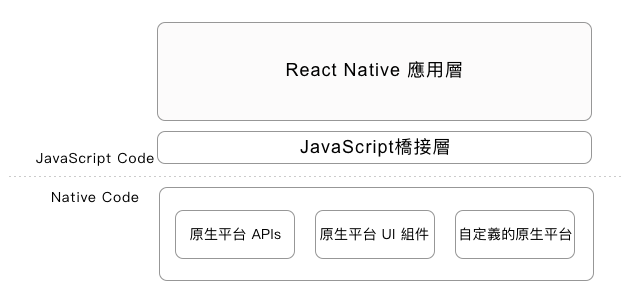 React Native 應用層
JavaScript橋接層
JavaScript Code
Native Code
原生平台 APIs
原生平台 UI 組件
自定義的原生平台